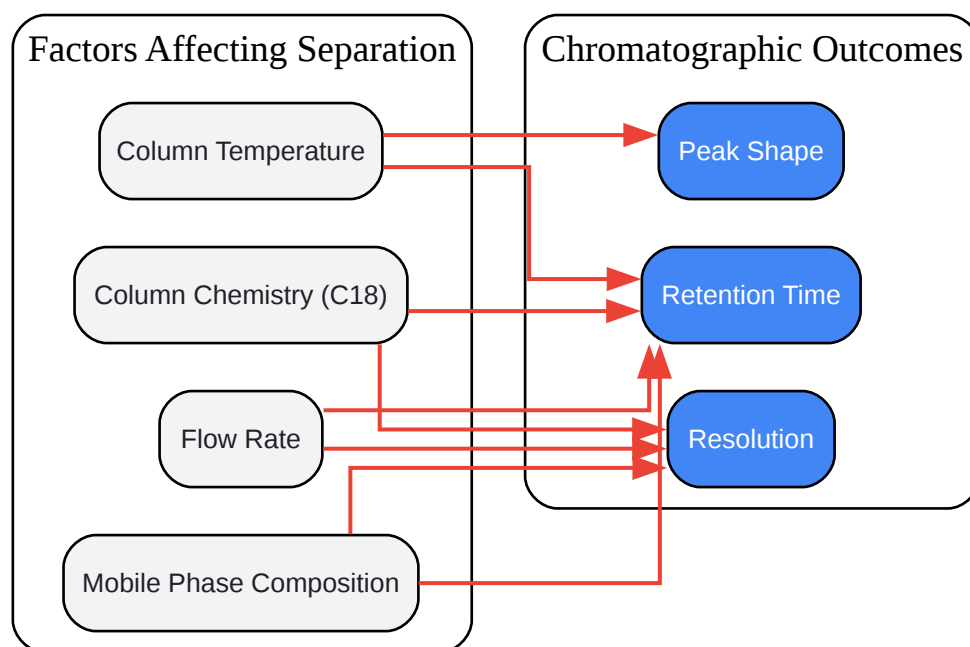 Factors Affecting Separation
Column Temperature
Column Chemistry (C18)
Flow Rate
Mobile Phase Composition
Chromatographic Outcomes
Peak Shape
Retention Time
Resolution